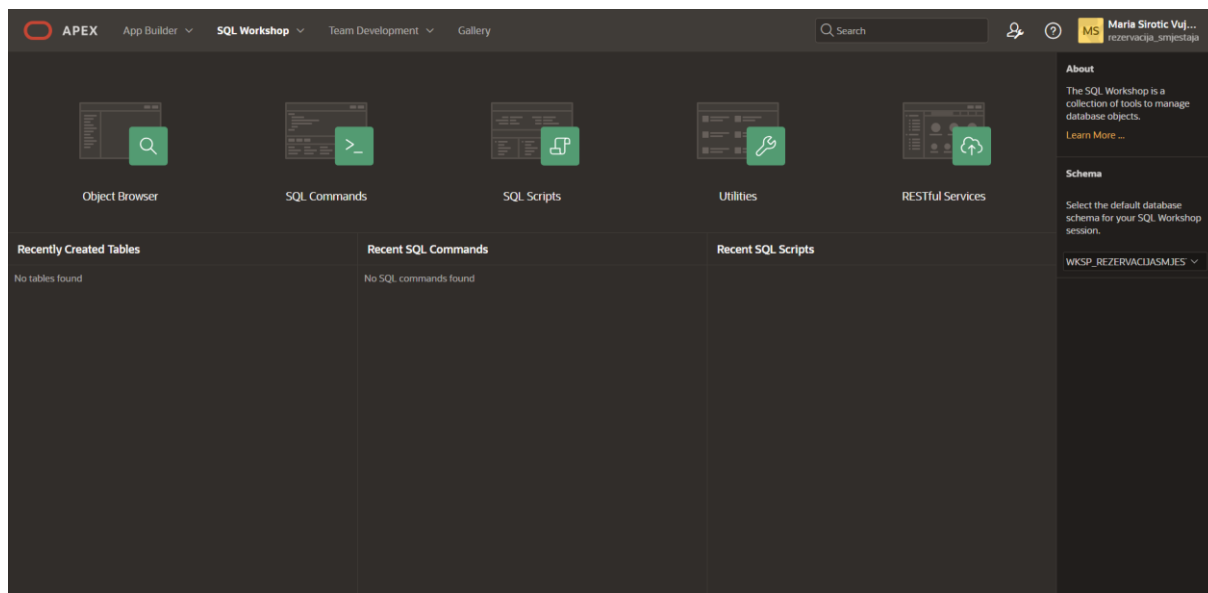 APEX App Builder SQL Workshop Team Development Gallery Search MS Maria Sirotic Vuj...
rezervacija_smjestaja
Object Browser SQL Commands SQL Scripts Utilities RESTful Services
Recently Created Tables Recent SQL Commands Recent SQL Scripts
No tables found No SQL commands found
About
The SQL Workshop is a
collection of tools to manage
database objects.
Learn More ...
Schema
Select the default database
schema for your SQL Workshop
session.
WKSP_REZERVACIJASMJES